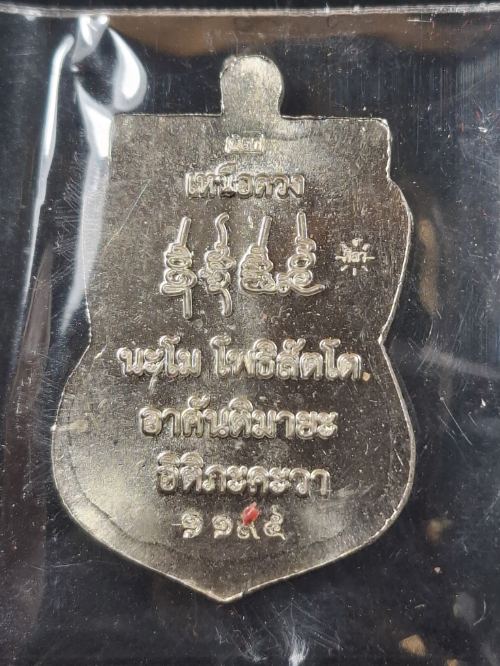 เหนือดวง
นะโม โพธิสัตโต
อาคันติมายะ
อิติภะคะวา
๑๑๙๕